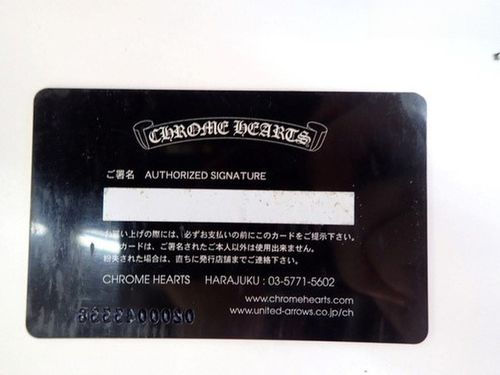 CHROME HEARTS
ご署名 AUTHORIZED SIGNATURE
お買い上げの際には、必ずお支払いの前にこのカードをご提示下さい。
カードは、ご署名されたご本人以外は使用出来ません。
紛失された場合は、直ちに発行店舗までご連絡下さい。
CHROME HEARTS HARAJUKU : 03-5771-5602
www.chromehearts.com
www.united-arrows.co.jp/ch